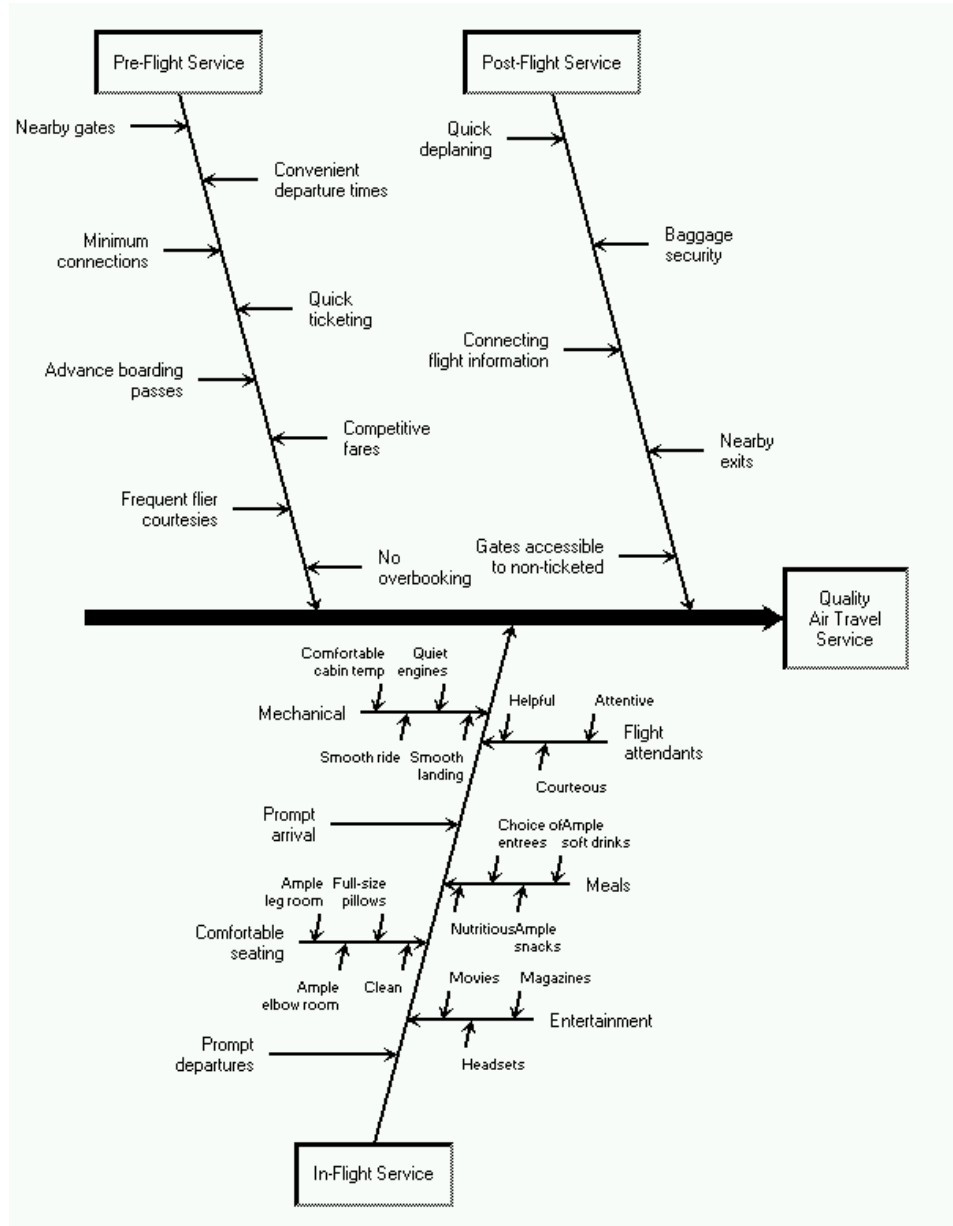 Pre-Flight Service
Post-Flight Service
Nearby gates
Quick
deplaning
Convenient
departure times
Baggage
security
Minimum
connections
Quick
ticketing
Connecting
flight information
Advance boarding
passes
Competitive
fares
Nearby
exits
Frequent flier
courtesies
No
overbooking
Gates accessible
to non-ticketed
Quality
Air Travel
Service
Comfortable
cabin temp
Quiet
engines
Mechanical
Smooth ride
Smooth
landing
Helpful
Attentive
Flight
attendants
Courteous
Prompt
arrival
Choice of
entrees
Ample
soft drinks
Meals
Nutritious
Ample
snacks
Ample
leg room
Full-size
pillows
Comfortable
seating
Ample
elbow room
Clean
Movies
Magazines
Entertainment
Headsets
Prompt
departures
In-Flight Service